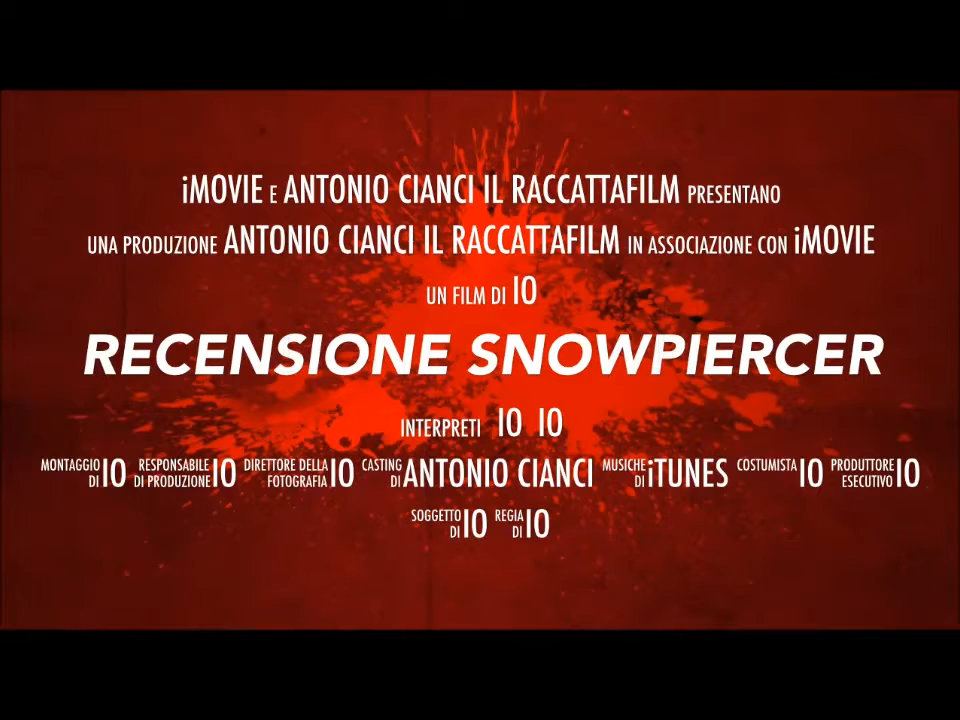 iMOVIE E ANTONIO CIANCI IL RACCATTAFILM PRESENTANO
UNA PRODUZIONE ANTONIO CIANCI IL RACCATTAFILM IN ASSOCIAZIONE CON iMOVIE
UN FILM DI IO
RECENSIONE SNOWPIERCER
INTERPRETI IO IO
MONTAGGIO DI IO RESPONSABILE DI PRODUZIONE IO DIRETTORE DELLA FOTOGRAFIA IO CASTING DI ANTONIO CIANCI MUSICHE DI iTUNES COSTUMISTA IO PRODUTTORE ESECUTIVO IO
SOGGETTO DI IO REGIA DI IO